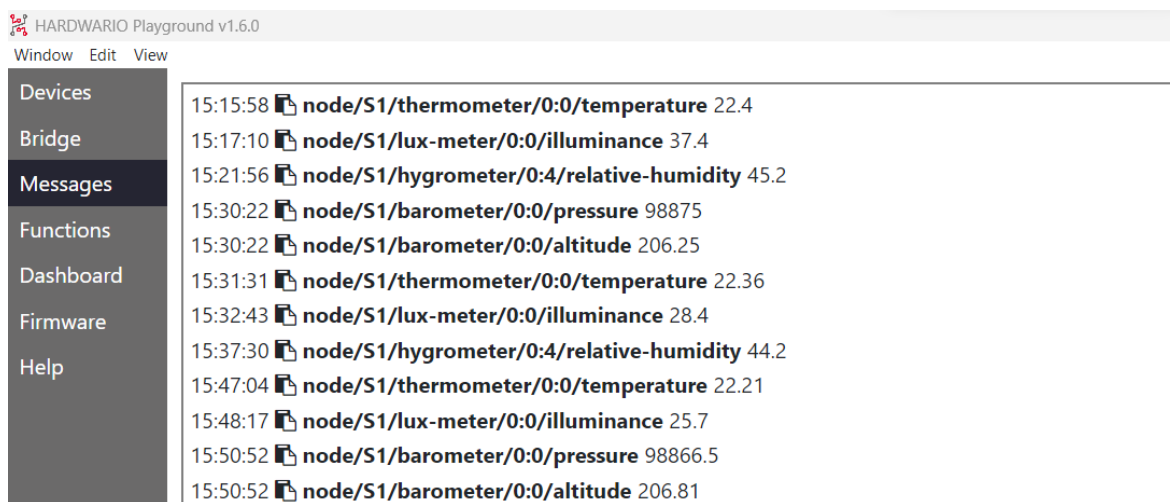 HARDWARIO Playground v1.6.0
Window Edit View
Devices
Bridge
Messages
Functions
Dashboard
Firmware
Help
15:15:58 node/S1/thermometer/0:0/temperature 22.4
15:17:10 node/S1/lux-meter/0:0/illuminance 37.4
15:21:56 node/S1/hygrometer/0:4/relative-humidity 45.2
15:30:22 node/S1/barometer/0:0/pressure 98875
15:30:22 node/S1/barometer/0:0/altitude 206.25
15:31:31 node/S1/thermometer/0:0/temperature 22.36
15:32:43 node/S1/lux-meter/0:0/illuminance 28.4
15:37:30 node/S1/hygrometer/0:4/relative-humidity 44.2
15:47:04 node/S1/thermometer/0:0/temperature 22.21
15:48:17 node/S1/lux-meter/0:0/illuminance 25.7
15:50:52 node/S1/barometer/0:0/pressure 98866.5
15:50:52 node/S1/barometer/0:0/altitude 206.81